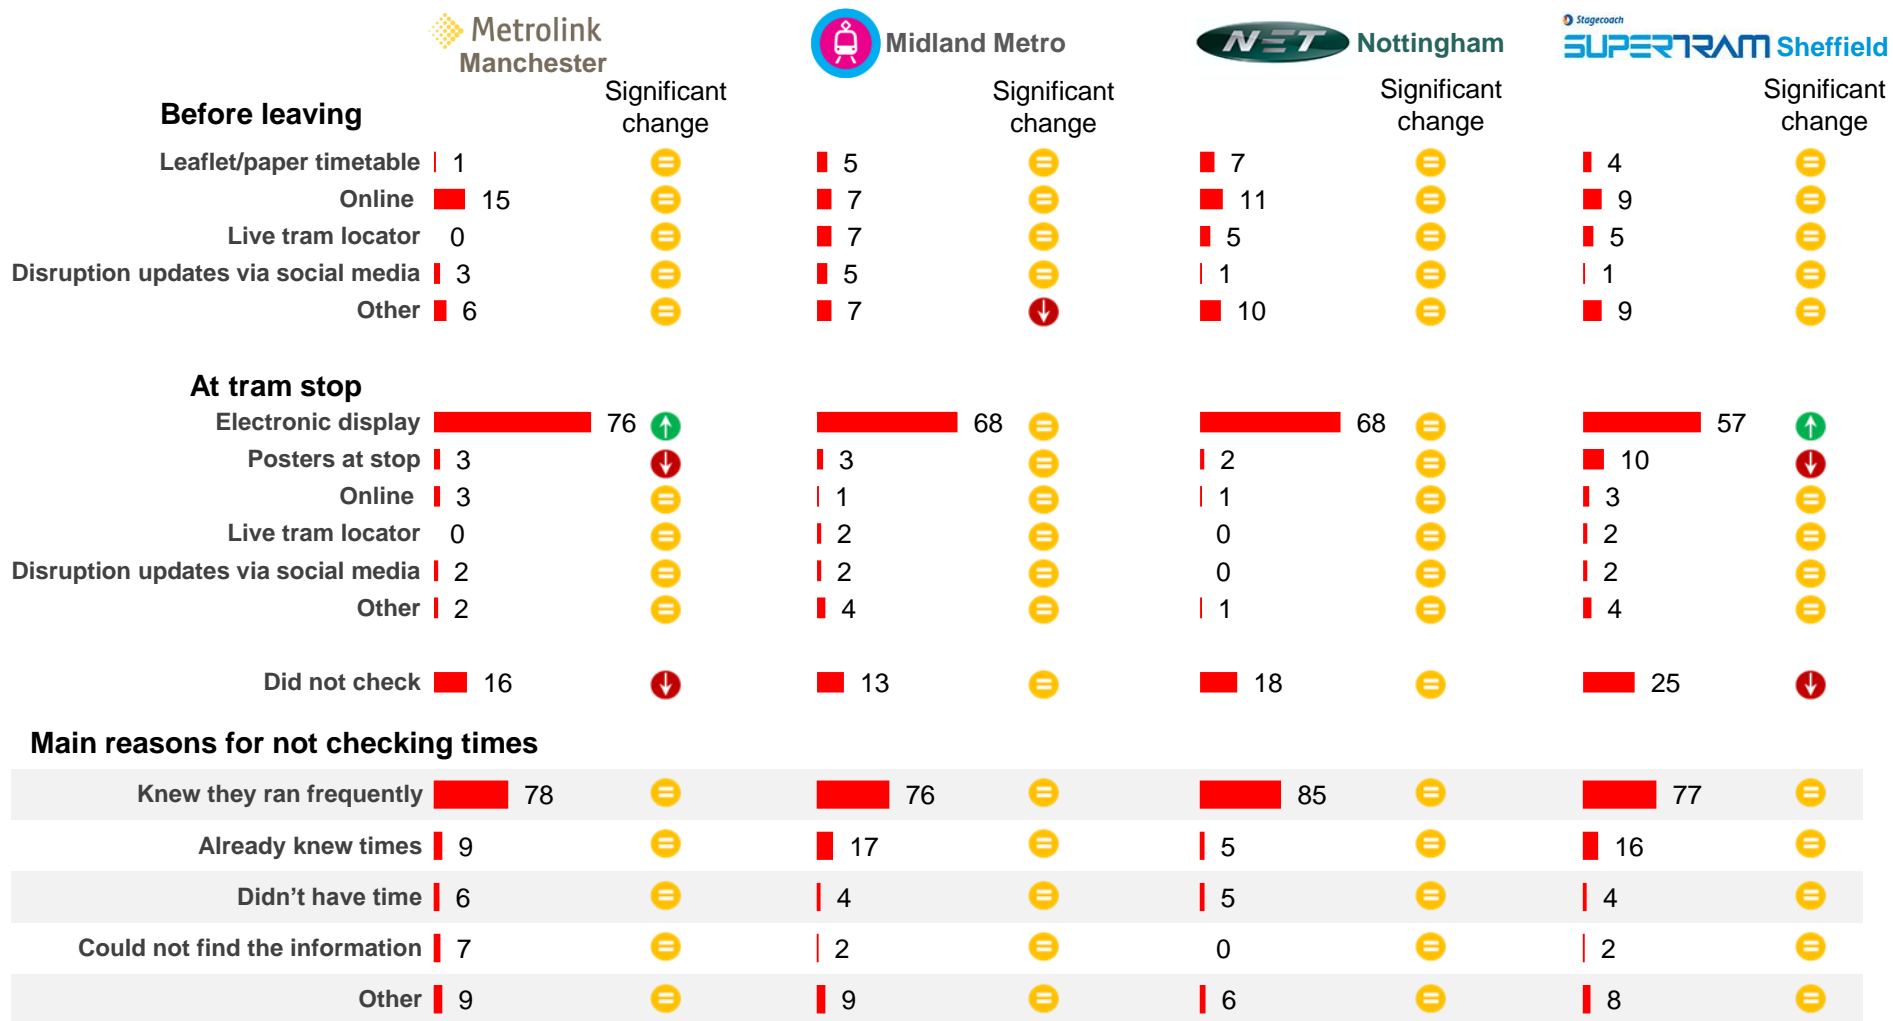 Metrolink
Manchester
Midland Metro
NET Nottingham
Stagecoach
SUPERTRAM Sheffield
Significant change Significant change Significant change Significant change
Before leaving
Leaflet/paper timetable 1 5 7 4
Online 15 7 11 9
Live tram locator 0 7 5 5
Disruption updates via social media 3 5 1 1
Other 6 7 10 9
At tram stop
Electronic display 76 68 68 57
Posters at stop 3 3 2 10
Online 3 1 1 3
Live tram locator 0 2 0 2
Disruption updates via social media 2 2 0 2
Other 2 4 1 4
Did not check 16 13 18 25
Main reasons for not checking times
Knew they ran frequently 78 76 85 77
Already knew times 9 17 5 16
Didn’t have time 6 4 5 4
Could not find the information 7 2 0 2
Other 9 9 6 8